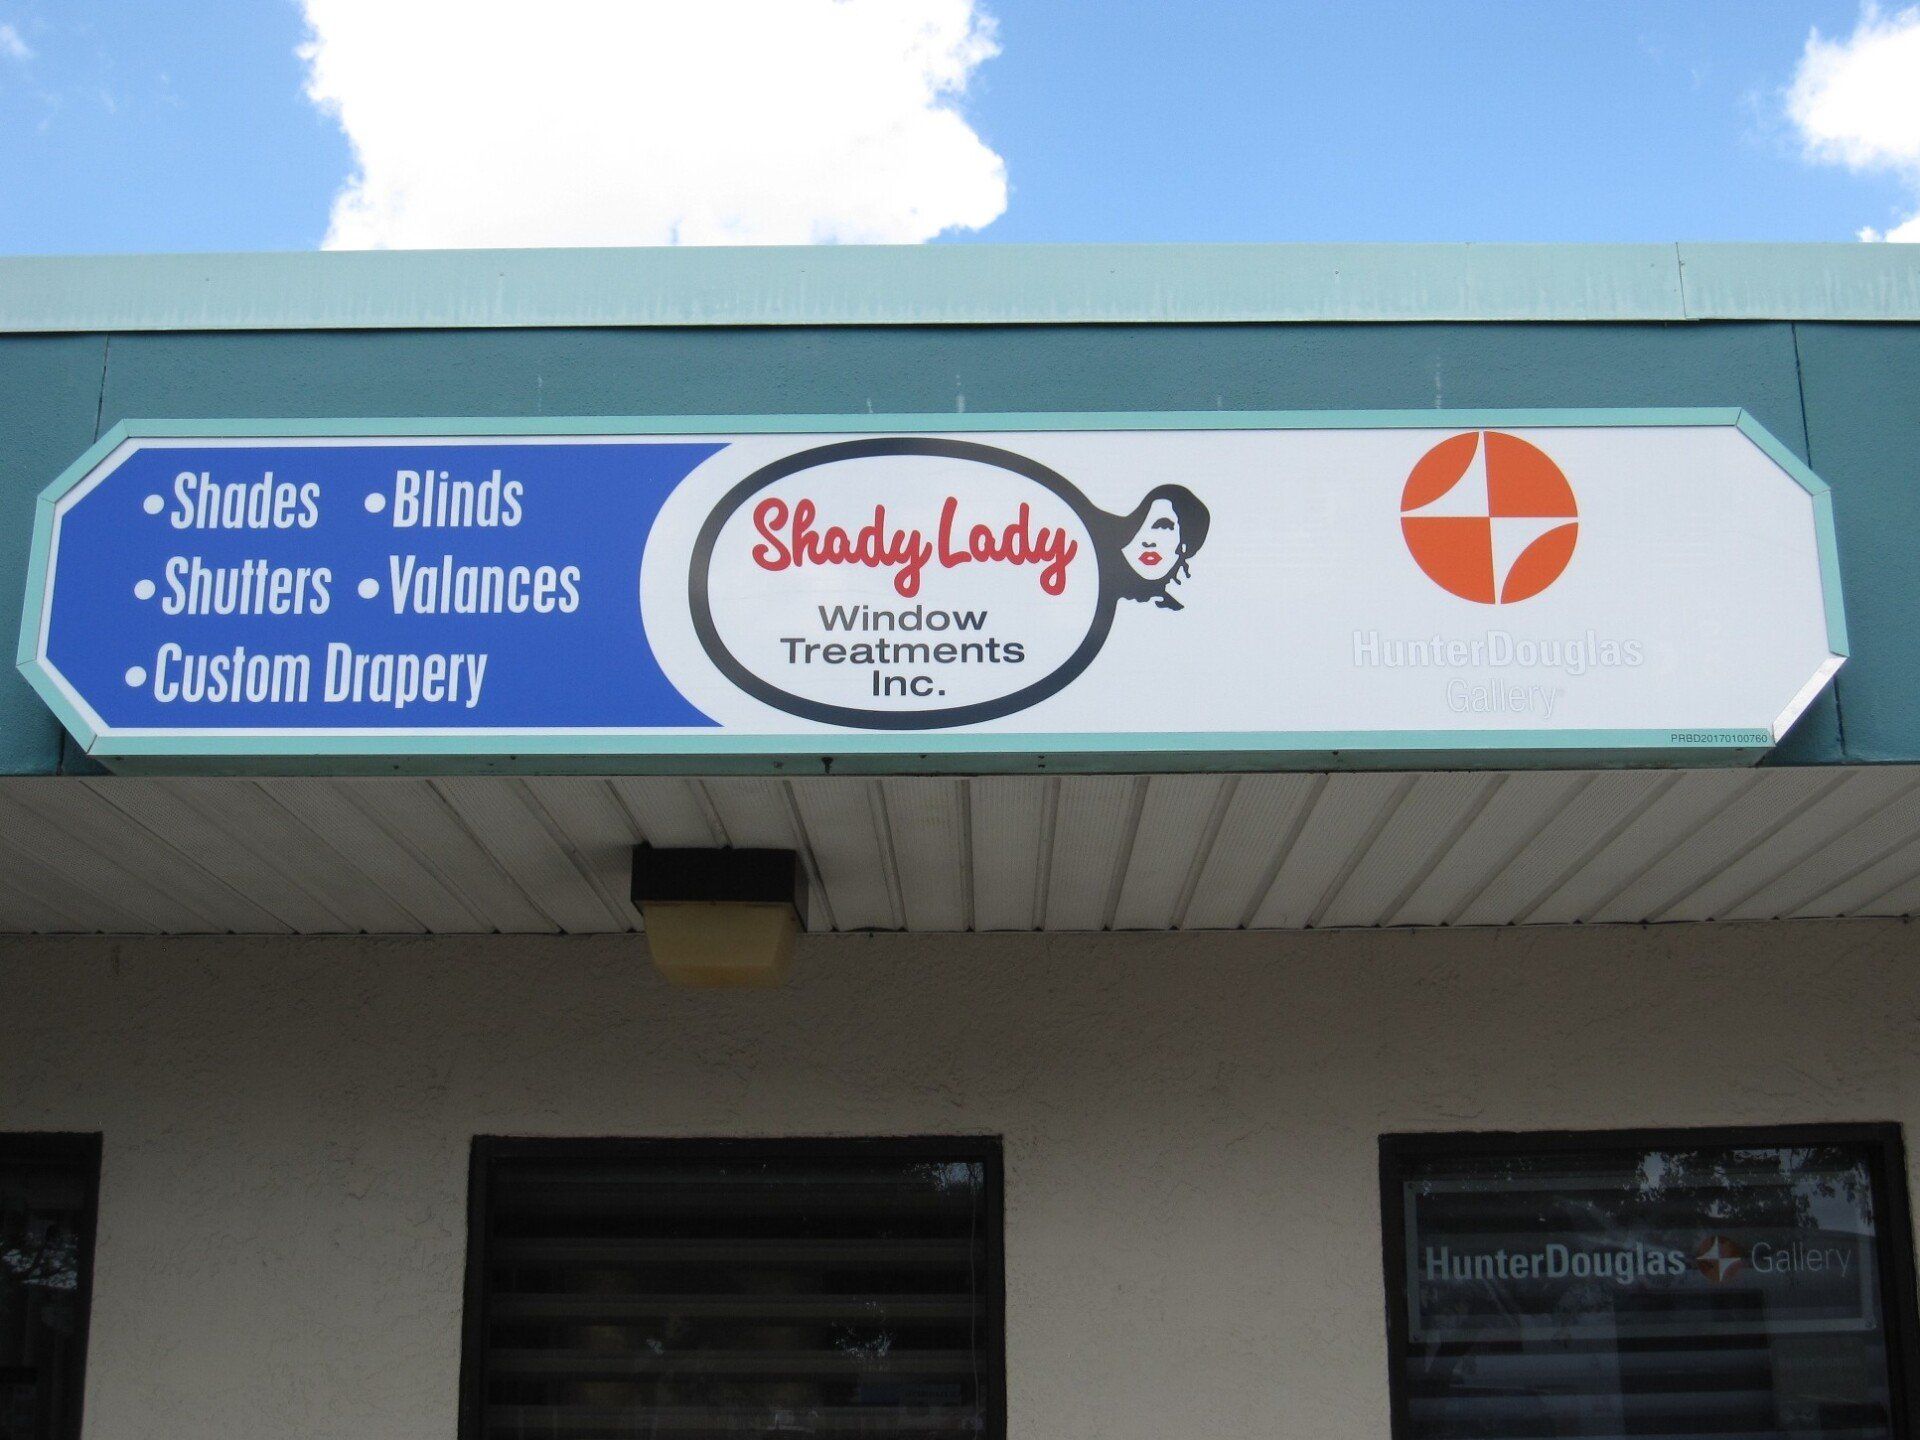 •Shades •Blinds
•Shutters •Valances
•Custom Drapery
Shady Lady
Window
Treatments
Inc.
HunterDouglas
Gallery
PRBD20170100760
HunterDouglas Gallery